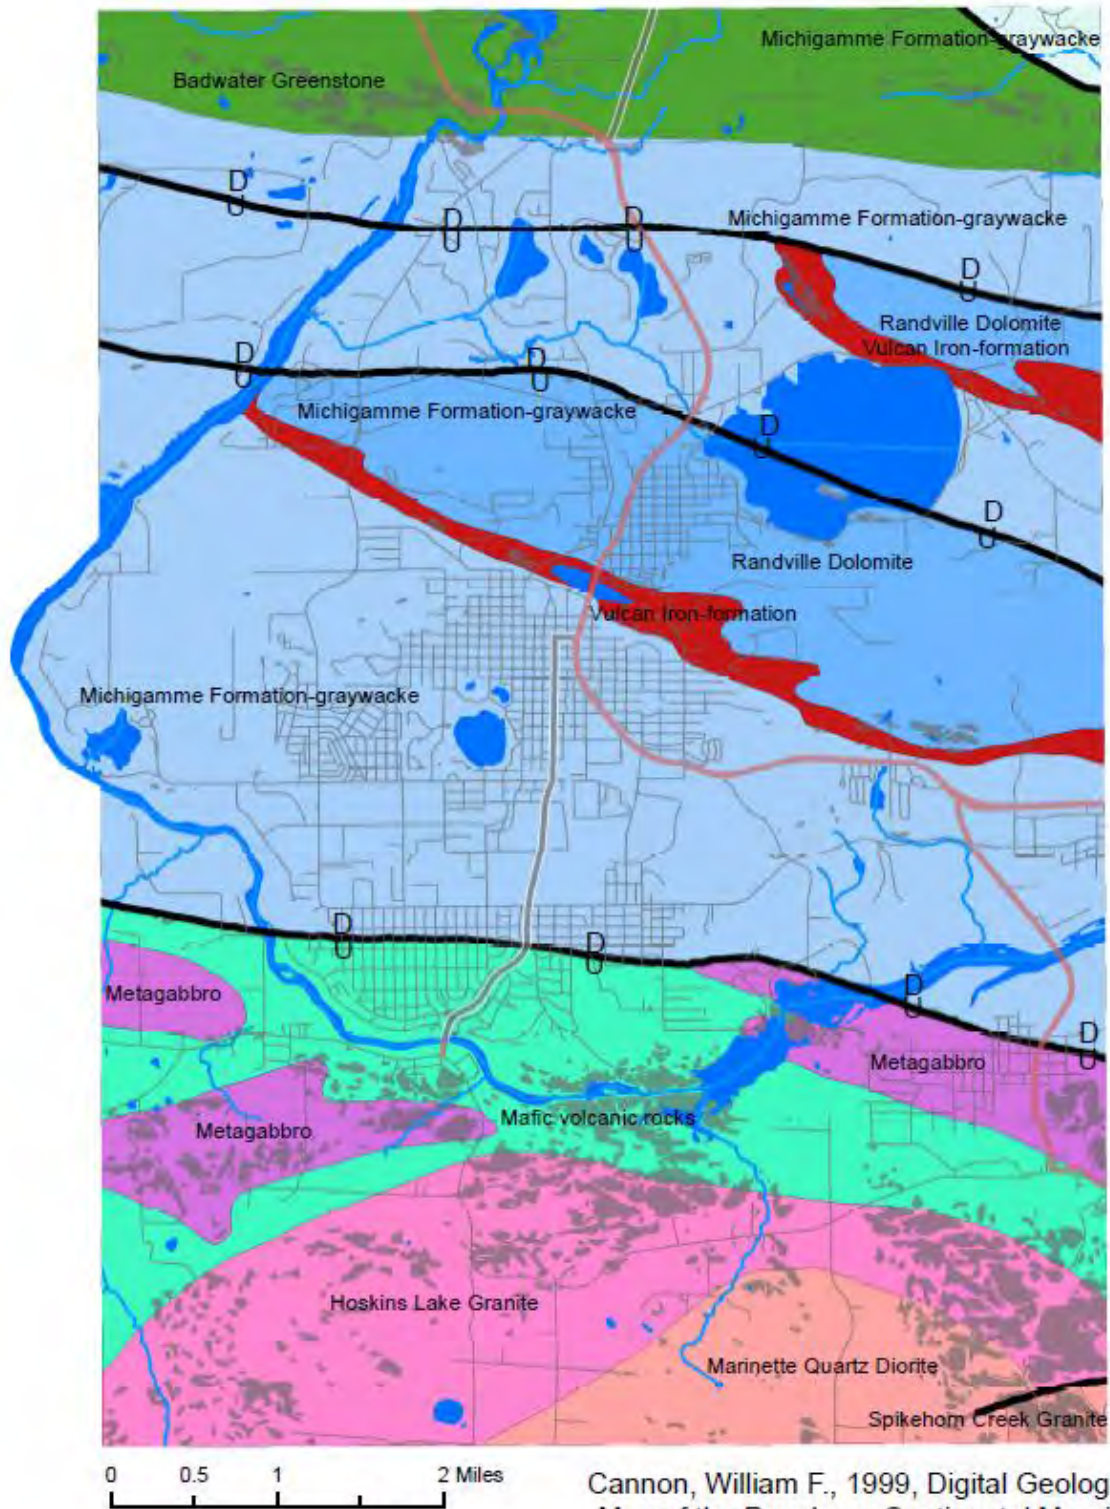 Michigamme Formation-graywacke
Badwater Greenstone
D
U
D
U
D
U
Michigamme Formation-graywacke
D
U
Randville Dolomite
Vulcan Iron-formation
D
U
D
U
Michigamme Formation-graywacke
D
U
D
U
Randville Dolomite
Vulcan Iron-formation
Michigamme Formation-graywacke
D
U
D
U
D
U
Metagabbro
D
U
Metagabbro
Mafic volcanic rocks
Metagabbro
Hoskins Lake Granite
Marinette Quartz Diorite
Spikehorn Creek Granite
0 0.5 1 2 Miles
Cannon, William F., 1999, Digital Geolog